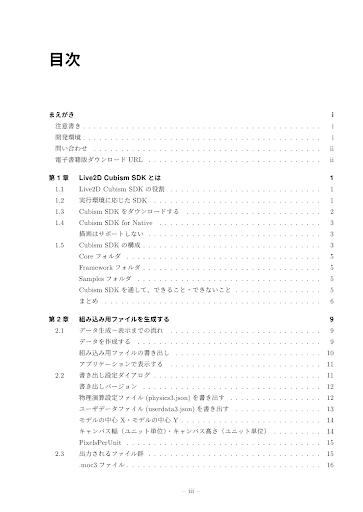 目次
まえがき i
注意書き . . . . . . . . . . . . . . . . . . . . . . . . . . . . . . i
開発環境 . . . . . . . . . . . . . . . . . . . . . . . . . . . . . . i
問い合わせ . . . . . . . . . . . . . . . . . . . . . . . . . . . . . ii
電子書籍版ダウンロード URL . . . . . . . . . . . . . . . . . . . . . ii
第 1 章 Live2D Cubism SDK とは 1
1.1 Live2D Cubism SDK の役割 . . . . . . . . . . . . . . . . . . . . 1
1.2 実行環境に応じた SDK . . . . . . . . . . . . . . . . . . . . . . 1
1.3 Cubism SDK をダウンロードする . . . . . . . . . . . . . . . . . . 2
1.4 Cubism SDK for Native . . . . . . . . . . . . . . . . . . . . . 3
描画はサポートしない . . . . . . . . . . . . . . . . . . . . . . . . 3
1.5 Cubism SDK の構成 . . . . . . . . . . . . . . . . . . . . . . . 3
Core フォルダ . . . . . . . . . . . . . . . . . . . . . . . . . . . 5
Framework フォルダ . . . . . . . . . . . . . . . . . . . . . . . . 5
Samples フォルダ . . . . . . . . . . . . . . . . . . . . . . . . . 5
Cubism SDK を通して、できること・できないこと . . . . . . . . . . . 5
まとめ . . . . . . . . . . . . . . . . . . . . . . . . . . . . . . 6
第 2 章 組み込み用ファイルを生成する 9
2.1 データ生成~表示までの流れ . . . . . . . . . . . . . . . . . . . 9
データを作成する . . . . . . . . . . . . . . . . . . . . . . . . . 9
組み込み用ファイルの書き出し . . . . . . . . . . . . . . . . . . . . 10
アプリケーションで表示する . . . . . . . . . . . . . . . . . . . . . 11
2.2 書き出し設定ダイアログ . . . . . . . . . . . . . . . . . . . . . 11
書き出しバージョン . . . . . . . . . . . . . . . . . . . . . . . . 12
物理演算設定ファイル (physics3.json) を書き出す . . . . . . . . . . . 12
ユーザデータファイル (userdata3.json) を書き出す . . . . . . . . . . 13
モデルの中心 X・モデルの中心 Y . . . . . . . . . . . . . . . . . . . 14
キャンバス幅（ユニット単位）・キャンバス高さ（ユニット単位） . . . . . . 14
PixelsPerUnit . . . . . . . . . . . . . . . . . . . . . . . . . . 15
2.3 出力されるファイル群 . . . . . . . . . . . . . . . . . . . . . . 15
.moc3 ファイル . . . . . . . . . . . . . . . . . . . . . . . . . . 16
– iii –